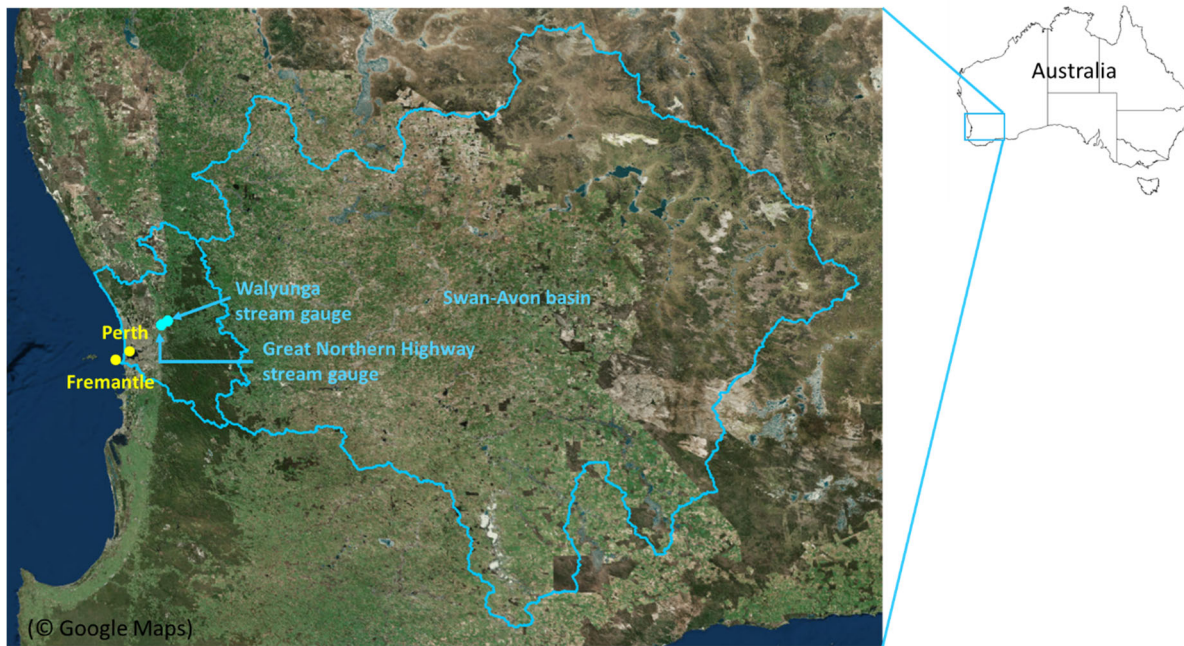 Australia
Walyunga
stream gauge
Swan-Avon basin
Perth
Great Northern Highway
stream gauge
Fremantle
(© Google Maps)